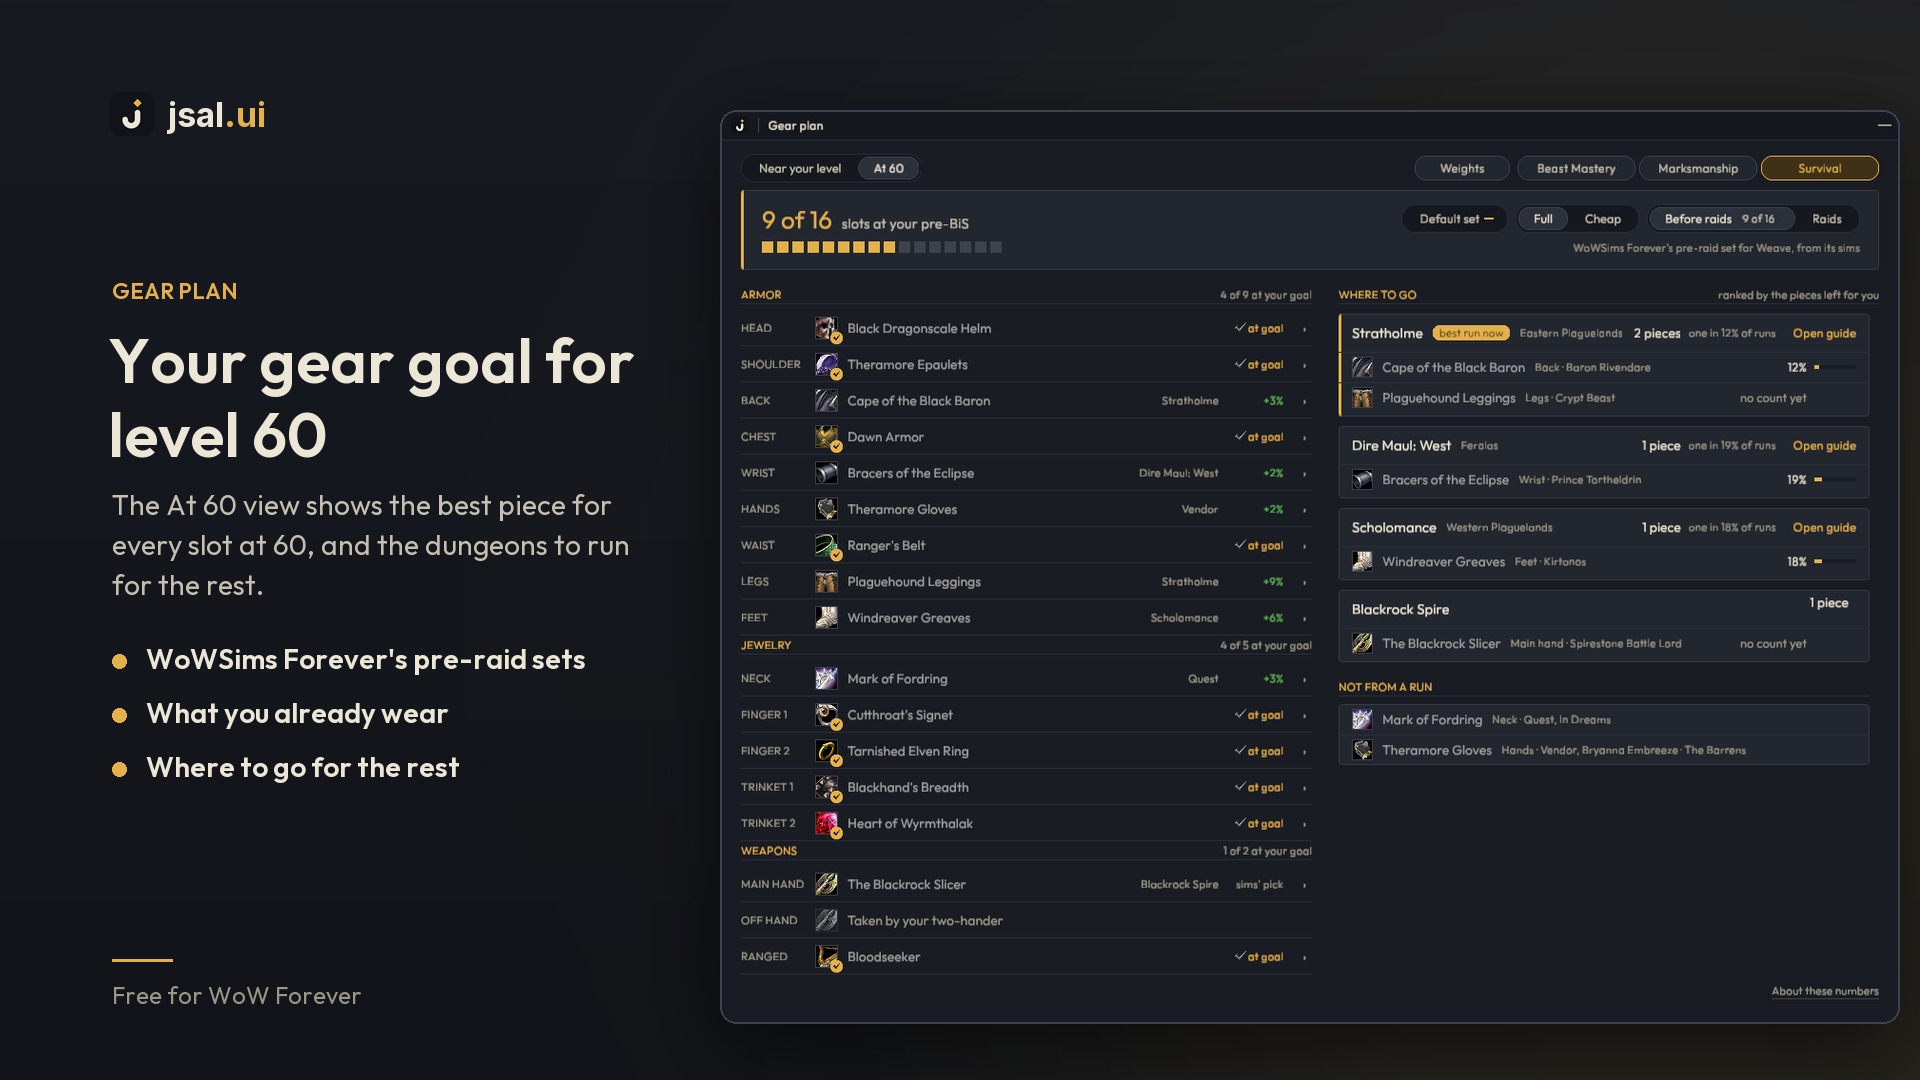 jsal.ui
GEAR PLAN
Your gear goal for
level 60
The At 60 view shows the best piece for
every slot at 60, and the dungeons to run
for the rest.
WoWSims Forever's pre-raid sets
What you already wear
Where to go for the rest
Free for WoW Forever
Gear plan
Near your level At 60 Weights Beast Mastery Marksmanship Survival
9 of 16 slots at your pre-BiS Default set Full Cheap Before raids 9 of 16 Raids
WoWSims Forever's pre-raid set for Weave, from its sims
ARMOR 4 of 9 at your goal
HEAD Black Dragonscale Helm at goal
SHOULDER Theramore Epaulets at goal
BACK Cape of the Black Baron Stratholme +3%
CHEST Dawn Armor at goal
WRIST Bracers of the Eclipse Dire Maul: West +2%
HANDS Theramore Gloves Vendor +2%
WAIST Ranger's Belt at goal
LEGS Plaguehound Leggings Stratholme +9%
FEET Windreaver Greaves Scholomance +6%
JEWELRY 4 of 5 at your goal
NECK Mark of Fordring Quest +3%
FINGER 1 Cutthroat's Signet at goal
FINGER 2 Tarnished Elven Ring at goal
TRINKET 1 Blackhand's Breadth at goal
TRINKET 2 Heart of Wyrmthalak at goal
WEAPONS 1 of 2 at your goal
MAIN HAND The Blackrock Slicer Blackrock Spire sims' pick
OFF HAND Taken by your two-hander
RANGED Bloodseeker at goal
WHERE TO GO ranked by the pieces left for you
Stratholme best run now Eastern Plaguelands 2 pieces one in 12% of runs Open guide
Cape of the Black Baron Back · Baron Rivendare 12%
Plaguehound Leggings Legs · Crypt Beast no count yet
Dire Maul: West Feralas 1 piece one in 19% of runs Open guide
Bracers of the Eclipse Wrist · Prince Tortheldrin 19%
Scholomance Western Plaguelands 1 piece one in 18% of runs Open guide
Windreaver Greaves Feet · Kirtonos 18%
Blackrock Spire 1 piece
The Blackrock Slicer Main hand · Spirestone Battle Lord no count yet
NOT FROM A RUN
Mark of Fordring Neck · Quest, In Dreams
Theramore Gloves Hands · Vendor, Bryanna Embreeze · The Barrens
About these numbers